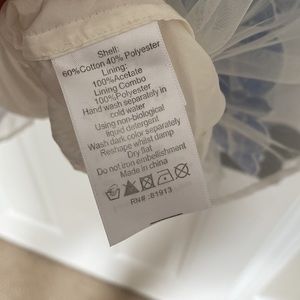 Shell:
60%Cotton 40% Polyester
Lining:
100%Acetate
Lining Combo
100%Polyester
Hand wash separately in
cold water
Using non-biological
liquid detergent
Wash dark color separately
Reshape whilst damp
Dry flat
Do not iron embellishment
Made in china
RN# :81913